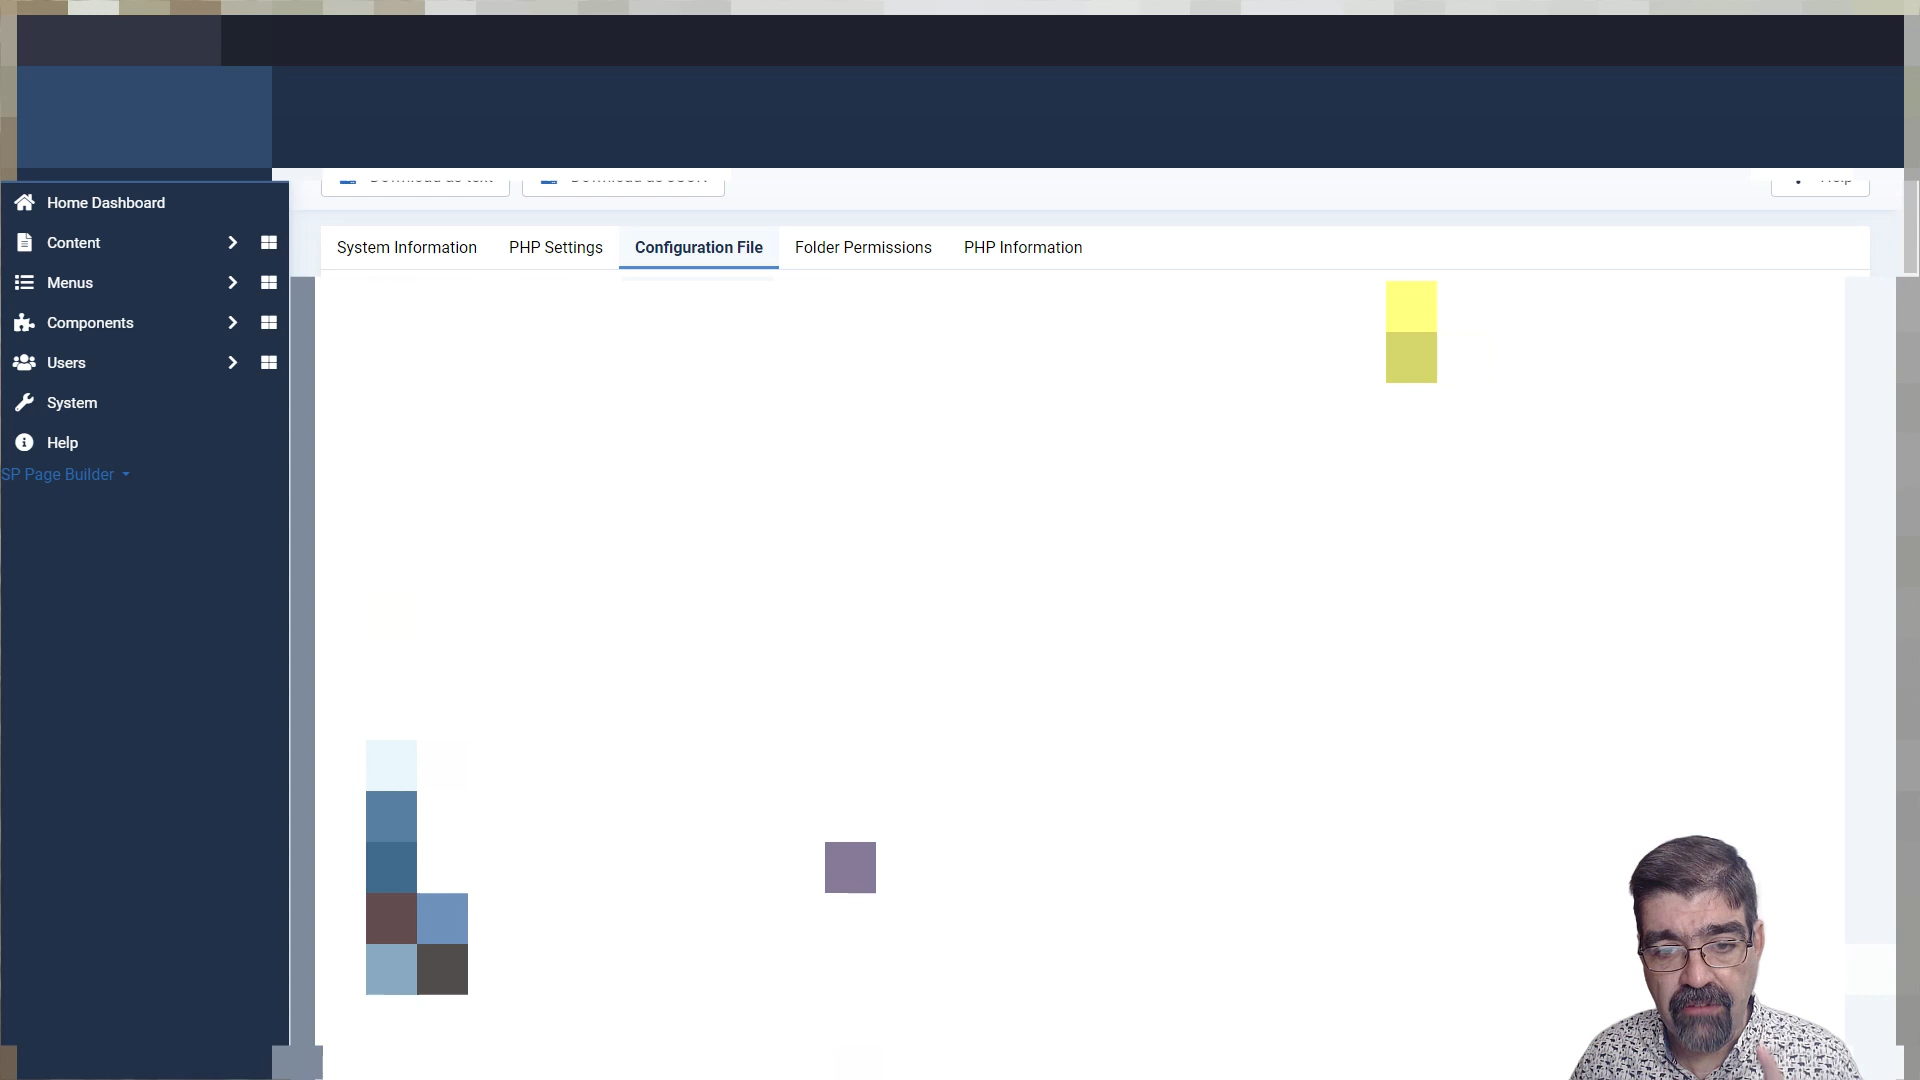 Home Dashboard
Content
Menus
Components
Users
System
Help
SP Page Builder
System Information PHP Settings Configuration File Folder Permissions PHP Information